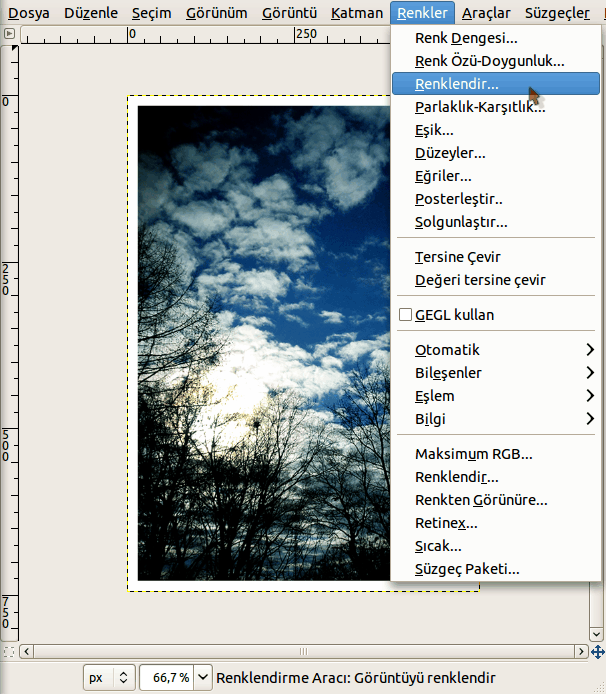 Dosya Düzenle Seçim Görünüm Görüntü Katman Renkler Araçlar Süzgeçler
0 250
Renk Dengesi...
Renk Özü-Doygunluk...
Renklendir...
Parlaklık-Karşıtlık...
Eşik...
Düzeyler...
Eğriler...
Posterleştir..
Solgunlaştır...
Tersine Çevir
Değeri tersine çevir
GEGL kullan
Otomatik
Bileşenler
Eşlem
Bilgi
Maksimum RGB...
Renklendir...
Renkten Görünüre...
Retinex...
Sıcak...
Süzgeç Paketi...
0
250
500
750
px 66,7 % Renklendirme Aracı: Görüntüyü renklendir